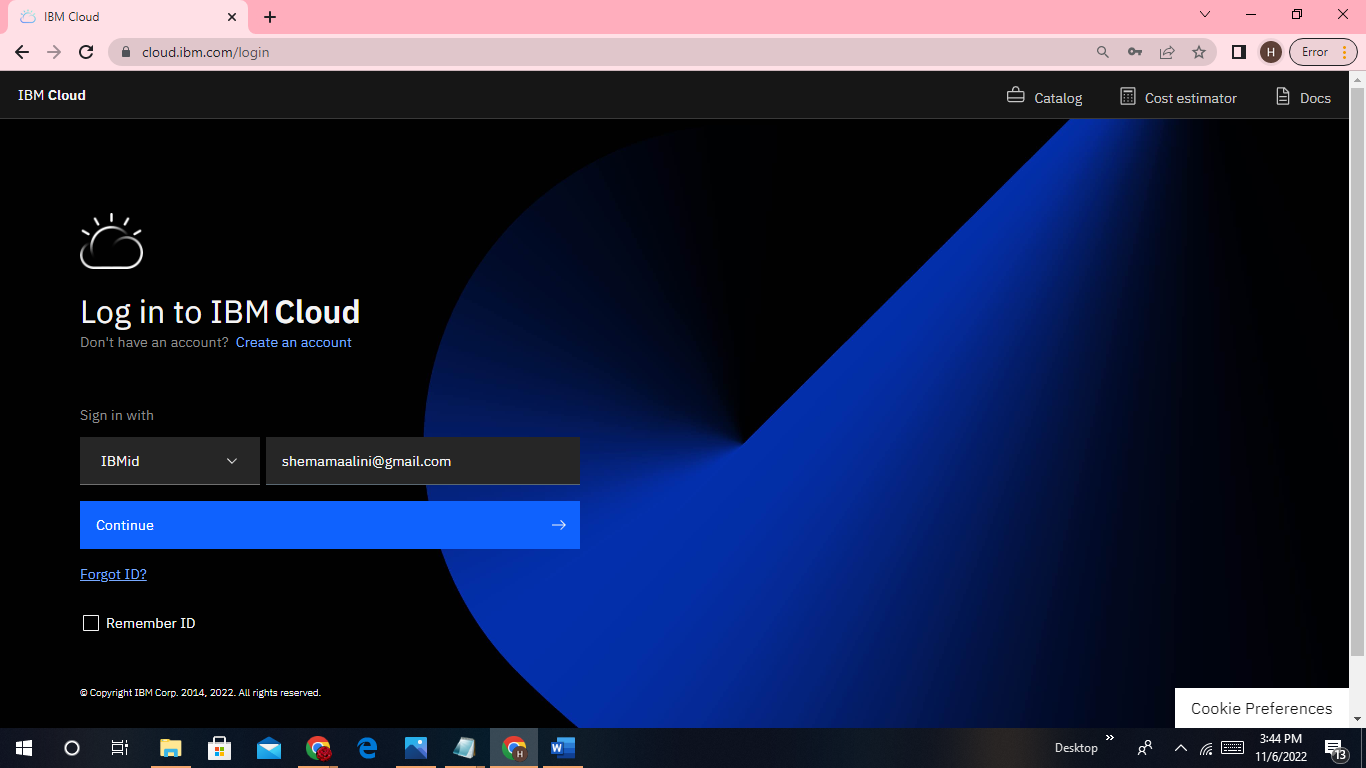 IBM Cloud
cloud.ibm.com/login
H
Error
IBM Cloud
Catalog
Cost estimator
Docs
Log in to IBM Cloud
Don't have an account? Create an account
Sign in with
IBMid
shemamaalini@gmail.com
Continue
Forgot ID?
Remember ID
© Copyright IBM Corp. 2014, 2022. All rights reserved.
Cookie Preferences
H
W
Desktop
3:44 PM
11/6/2022
13